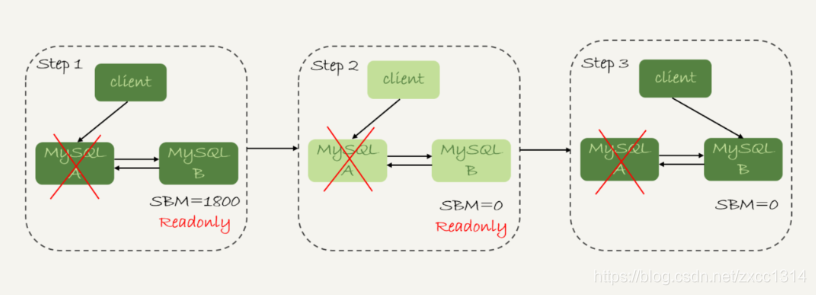 Step 1
client
MySQL
A
MySQL
B
SBM=1800
Readonly
Step 2
client
MySQL
A
MySQL
B
SBM=0
Readonly
Step 3
client
MySQL
A
MySQL
B
SBM=0
https://blog.csdn.net/zxcc1314